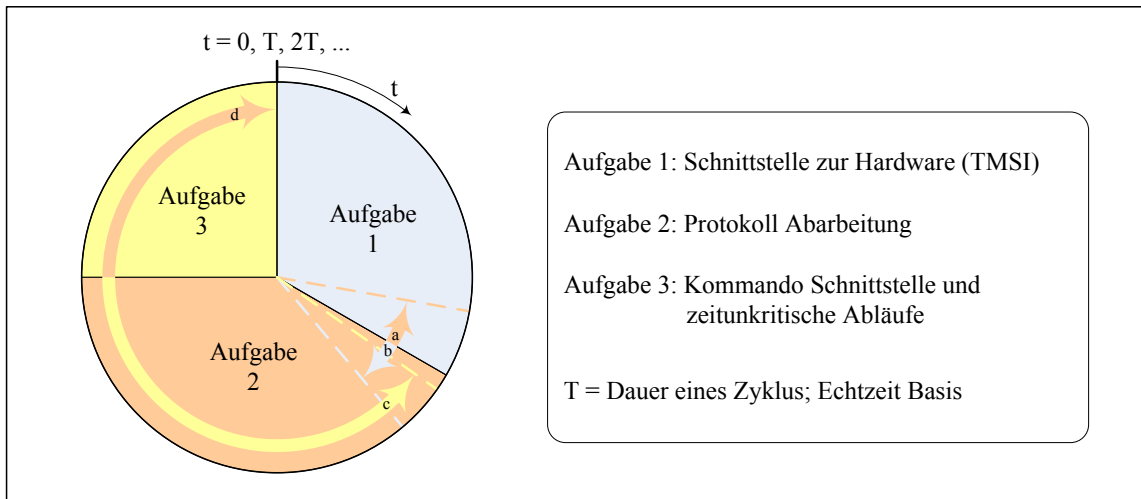 t = 0, T, 2T, ...
t
d
Aufgabe
3
Aufgabe
1
Aufgabe
2
a
b
c
Aufgabe 1: Schnittstelle zur Hardware (TMSI)
Aufgabe 2: Protokoll Abarbeitung
Aufgabe 3: Kommando Schnittstelle und
zeitunkritische Abläufe
T = Dauer eines Zyklus; Echtzeit Basis